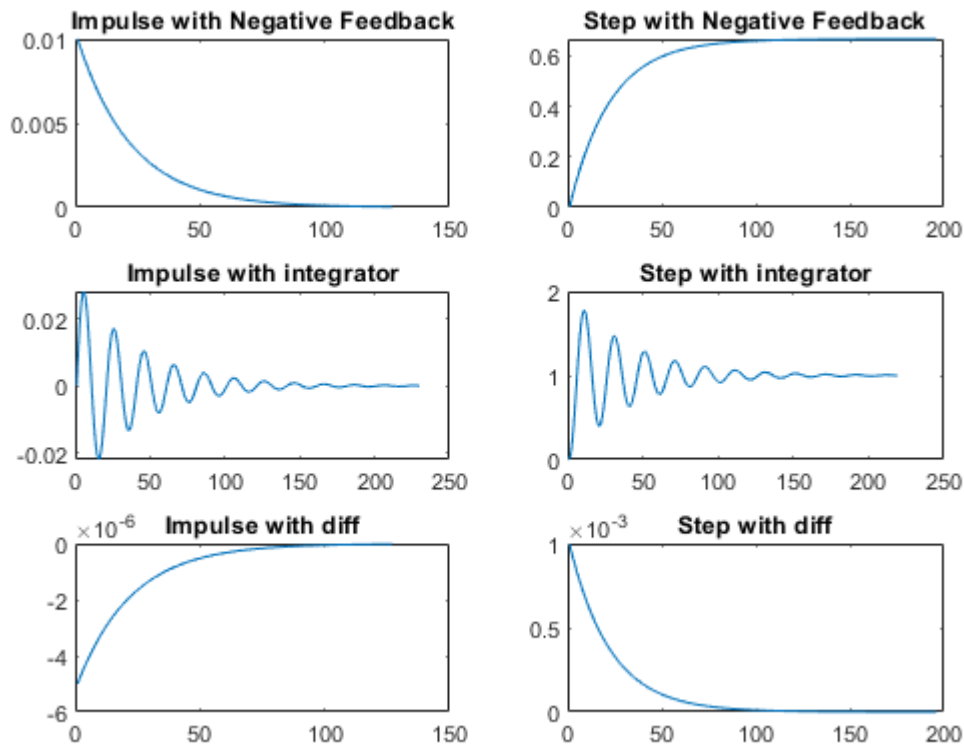 Impulse with Negative Feedback
0.01
0.005
0
0 50 100 150
Step with Negative Feedback
0.6
0.4
0.2
0
0 50 100 150 200
Impulse with integrator
0.02
0
-0.02
0 50 100 150 200 250
Step with integrator
2
1
0
0 50 100 150 200 250
×10⁻⁶ Impulse with diff
0
-2
-4
-6
0 50 100 150
×10⁻³ Step with diff
1
0.5
0
0 50 100 150 200